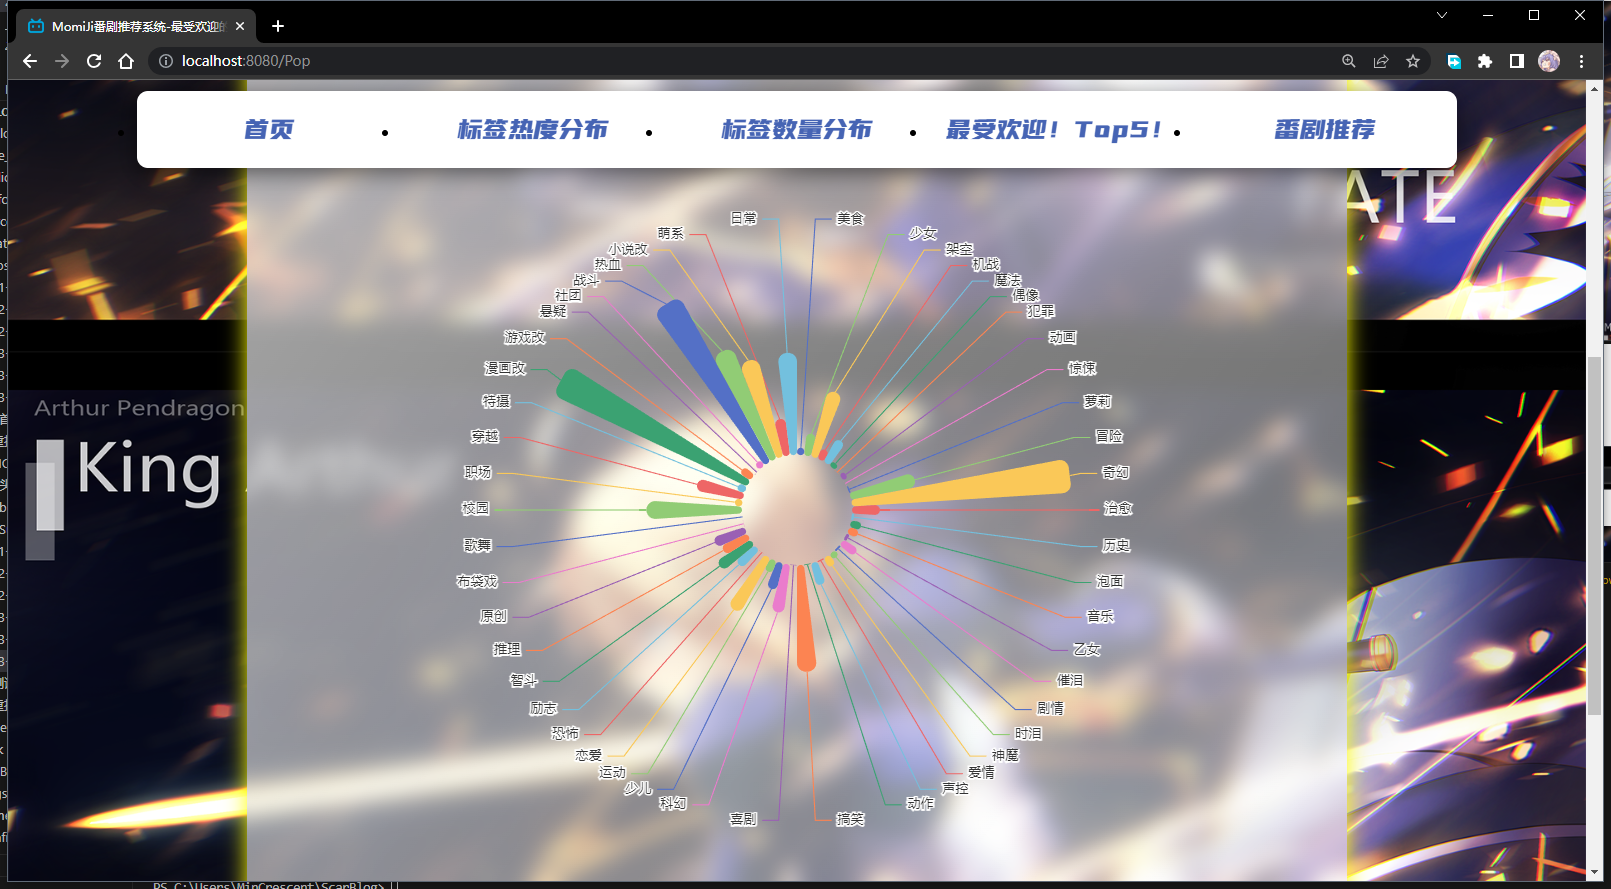 MomiJi番剧推荐系统-最受欢迎的
localhost:8080/Pop
首页
标签热度分布
标签数量分布
最受欢迎！Top5！
番剧推荐
ATE
Arthur Pendragon
King
日常
美食
萌系
少女
小说改
架空
热血
机战
战斗
魔法
社团
偶像
悬疑
犯罪
游戏改
动画
漫画改
惊悚
特摄
萝莉
穿越
冒险
职场
奇幻
校园
治愈
歌舞
历史
布袋戏
泡面
原创
音乐
推理
乙女
智斗
催泪
励志
剧情
恐怖
时泪
恋爱
神魔
运动
爱情
少儿
声控
科幻
动作
喜剧
搞笑
PS C:\Users\MinCrescent\ScarBlog>